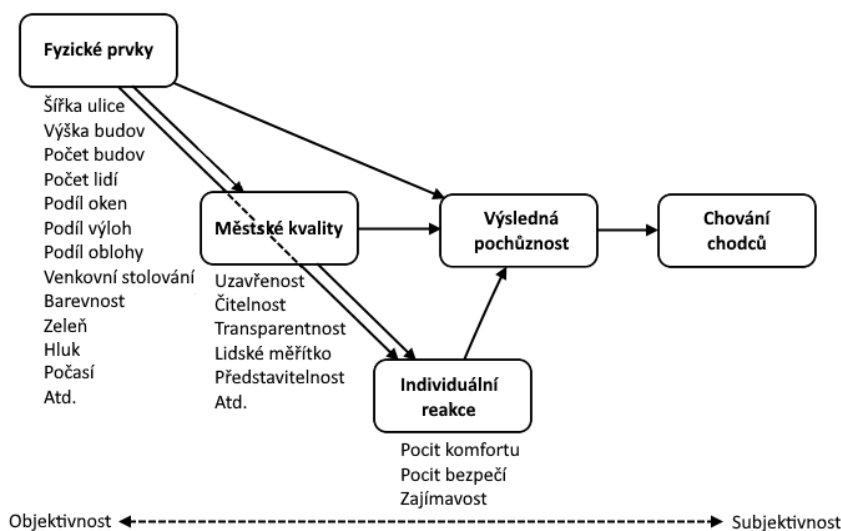 Fyzické prvky
Šířka ulice
Výška budov
Počet budov
Počet lidí
Podíl oken
Podíl výloh
Podíl oblohy
Venkovní stolování
Barevnost
Zeleň
Hluk
Počasí
Atd.
Městské kvality
Uzavřenost
Čitelnost
Transparentnost
Lidské měřítko
Představitelnost
Atd.
Individuální
reakce
Pocit komfortu
Pocit bezpečí
Zajímavost
Výsledná
pochůznost
Chování
chodců
Objektivnost
Subjektivnost